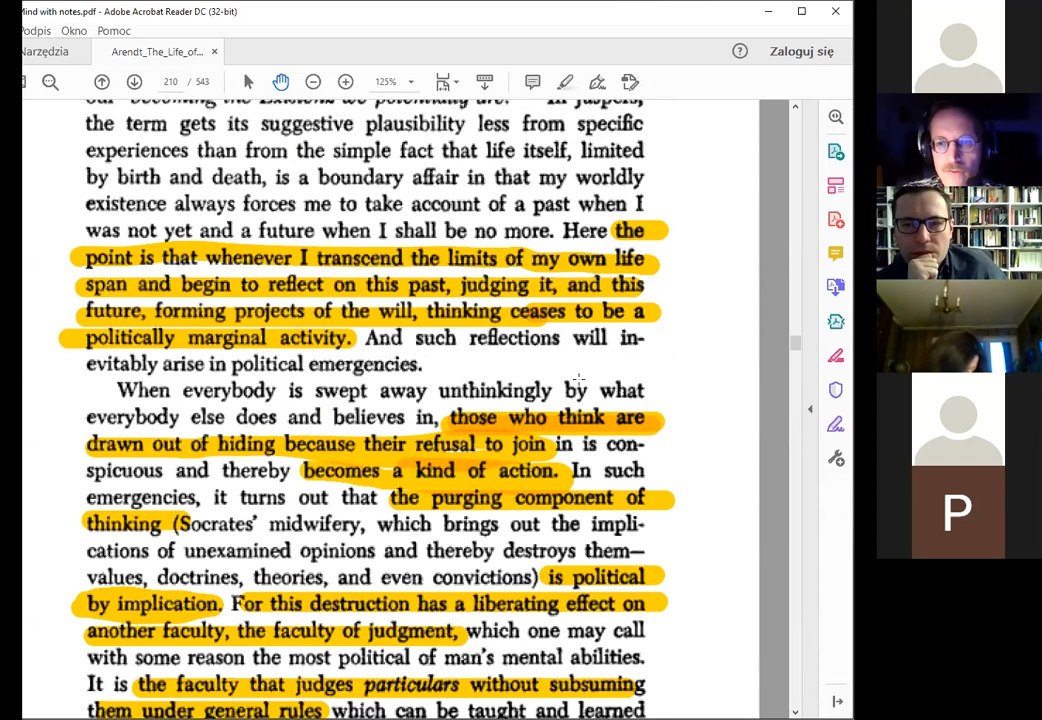 Mind with notes.pdf - Adobe Acrobat Reader DC (32-bit)
Podpis Okno Pomoc
Narzędzia
Arendt_The_Life_of... ×
Zaloguj się
210 / 543
125%
our becoming the Existenz we potentially are." In Jaspers,
the term gets its suggestive plausibility less from specific
experiences than from the simple fact that life itself, limited
by birth and death, is a boundary affair in that my worldly
existence always forces me to take account of a past when I
was not yet and a future when I shall be no more. Here the
point is that whenever I transcend the limits of my own life
span and begin to reflect on this past, judging it, and this
future, forming projects of the will, thinking ceases to be a
politically marginal activity. And such reflections will in-
evitably arise in political emergencies.
When everybody is swept away unthinkingly by what
everybody else does and believes in, those who think are
drawn out of hiding because their refusal to join in is con-
spicuous and thereby becomes a kind of action. In such
emergencies, it turns out that the purging component of
thinking (Socrates' midwifery, which brings out the impli-
cations of unexamined opinions and thereby destroys them—
values, doctrines, theories, and even convictions) is political
by implication. For this destruction has a liberating effect on
another faculty, the faculty of judgment, which one may call
with some reason the most political of man's mental abilities.
It is the faculty that judges particulars without subsuming
them under general rules which can be taught and learned
P